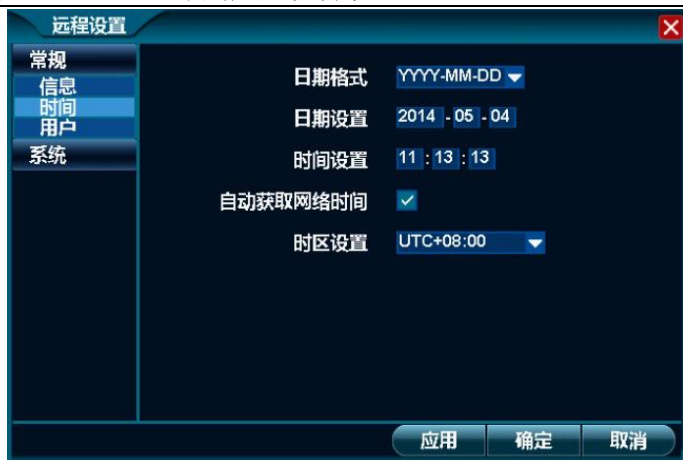 远程设置
常规
信息
时间
用户
系统
日期格式 YYYY-MM-DD
日期设置 2014 - 05 - 04
时间设置 11 : 13 : 13
自动获取网络时间
时区设置 UTC+08:00
应用 确定 取消